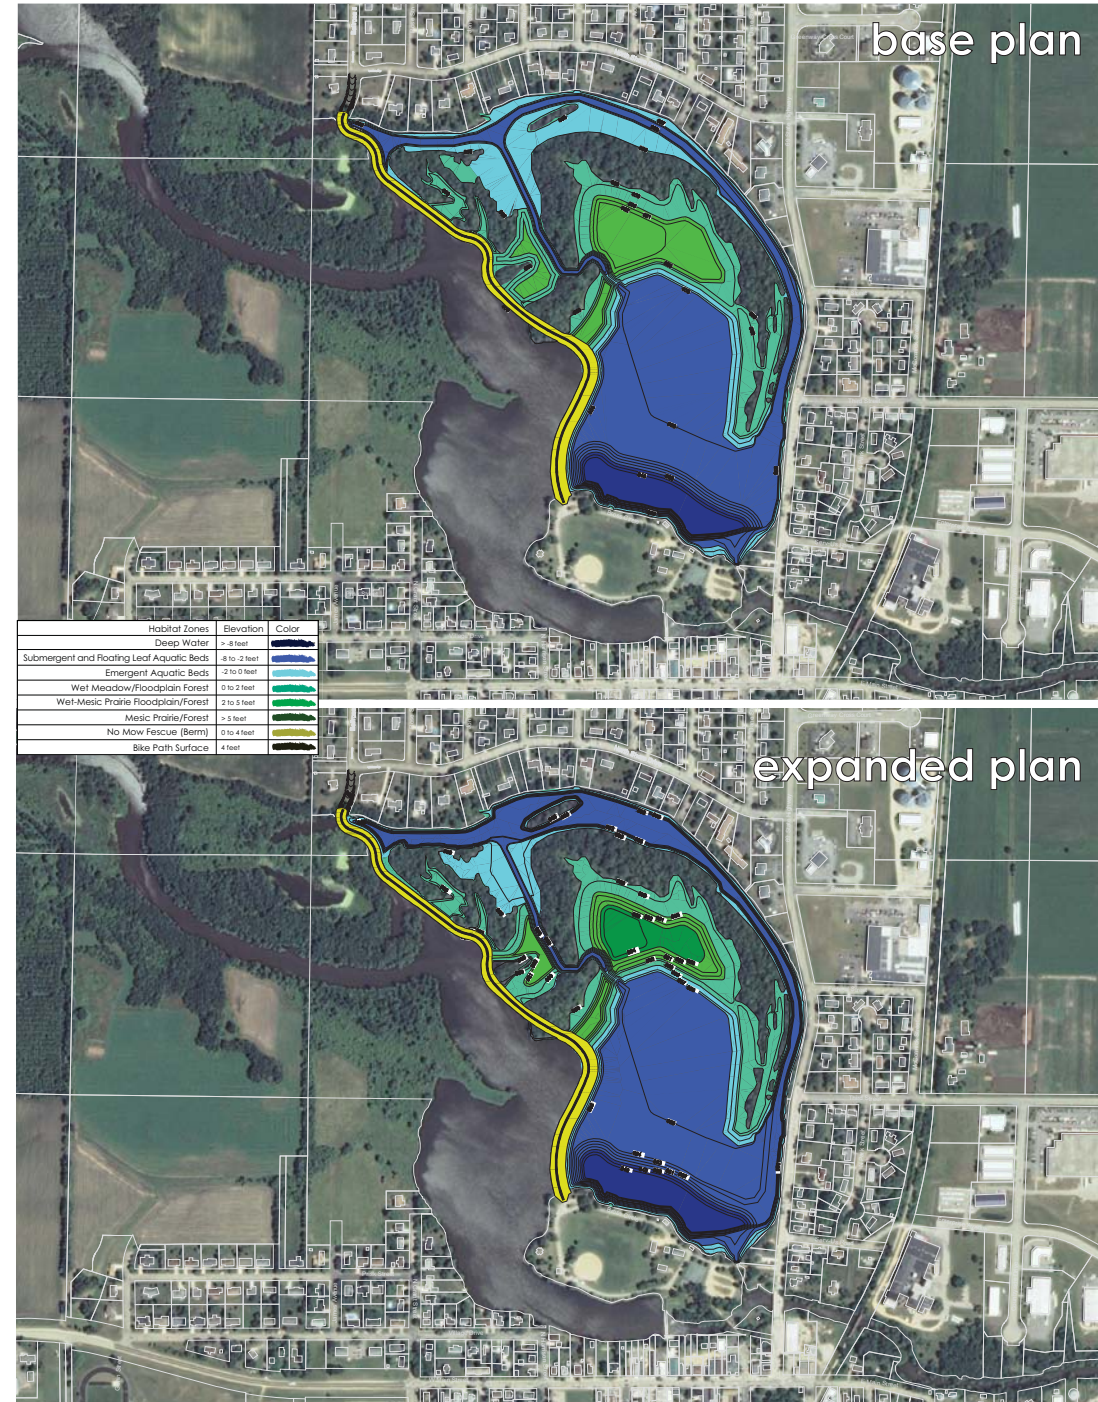 base plan
Habitat Zones Elevation Color
Deep Water > -8 feet
Submergent and Floating Leaf Aquatic Beds -8 to -2 feet
Emergent Aquatic Beds -2 to 0 feet
Wet Meadow/Floodplain Forest 0 to 2 feet
Wet-Mesic Prairie Floodplain/Forest 2 to 5 feet
Mesic Prairie/Forest > 5 feet
No Mow Fescue (Berm) 0 to 4 feet
Bike Path Surface 4 feet
expanded plan